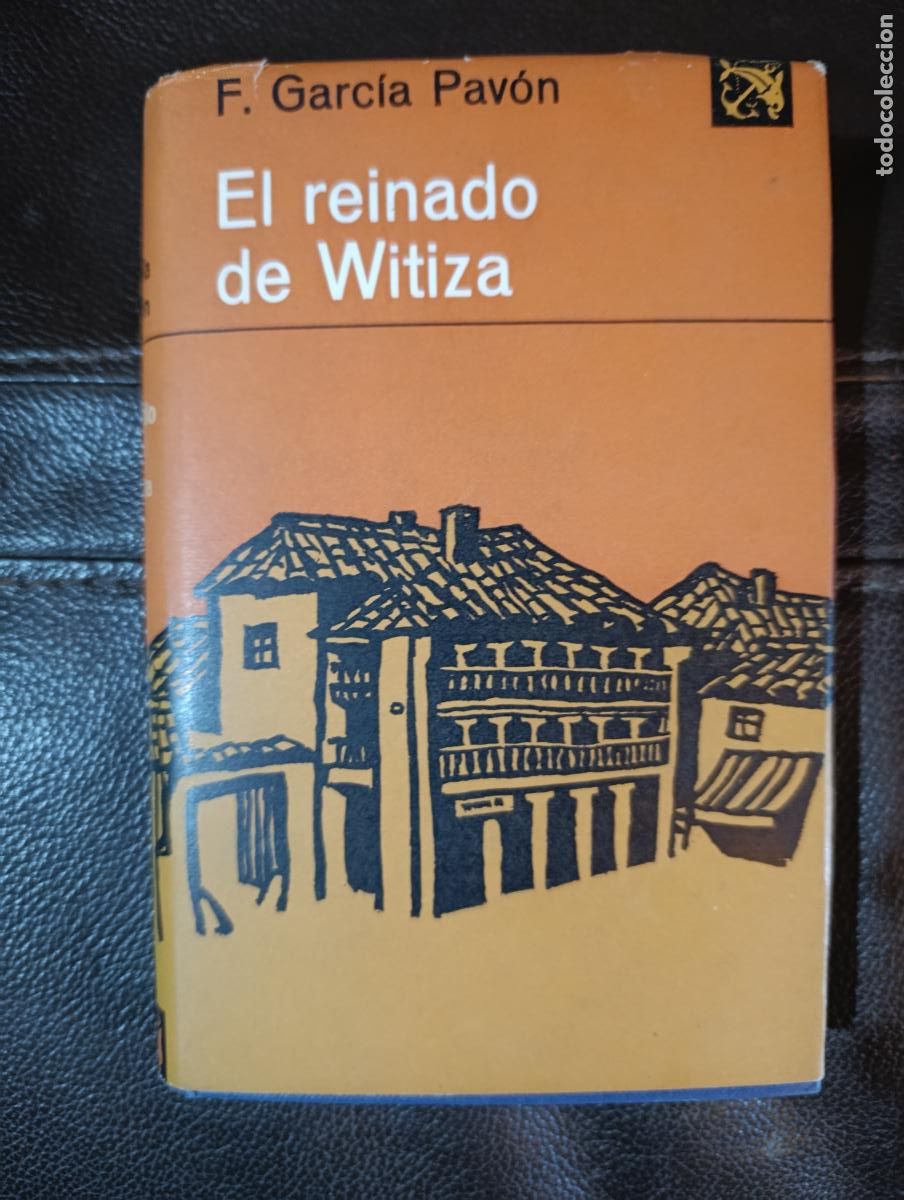 F. García Pavón
El reinado
de Witiza
todocoleccion